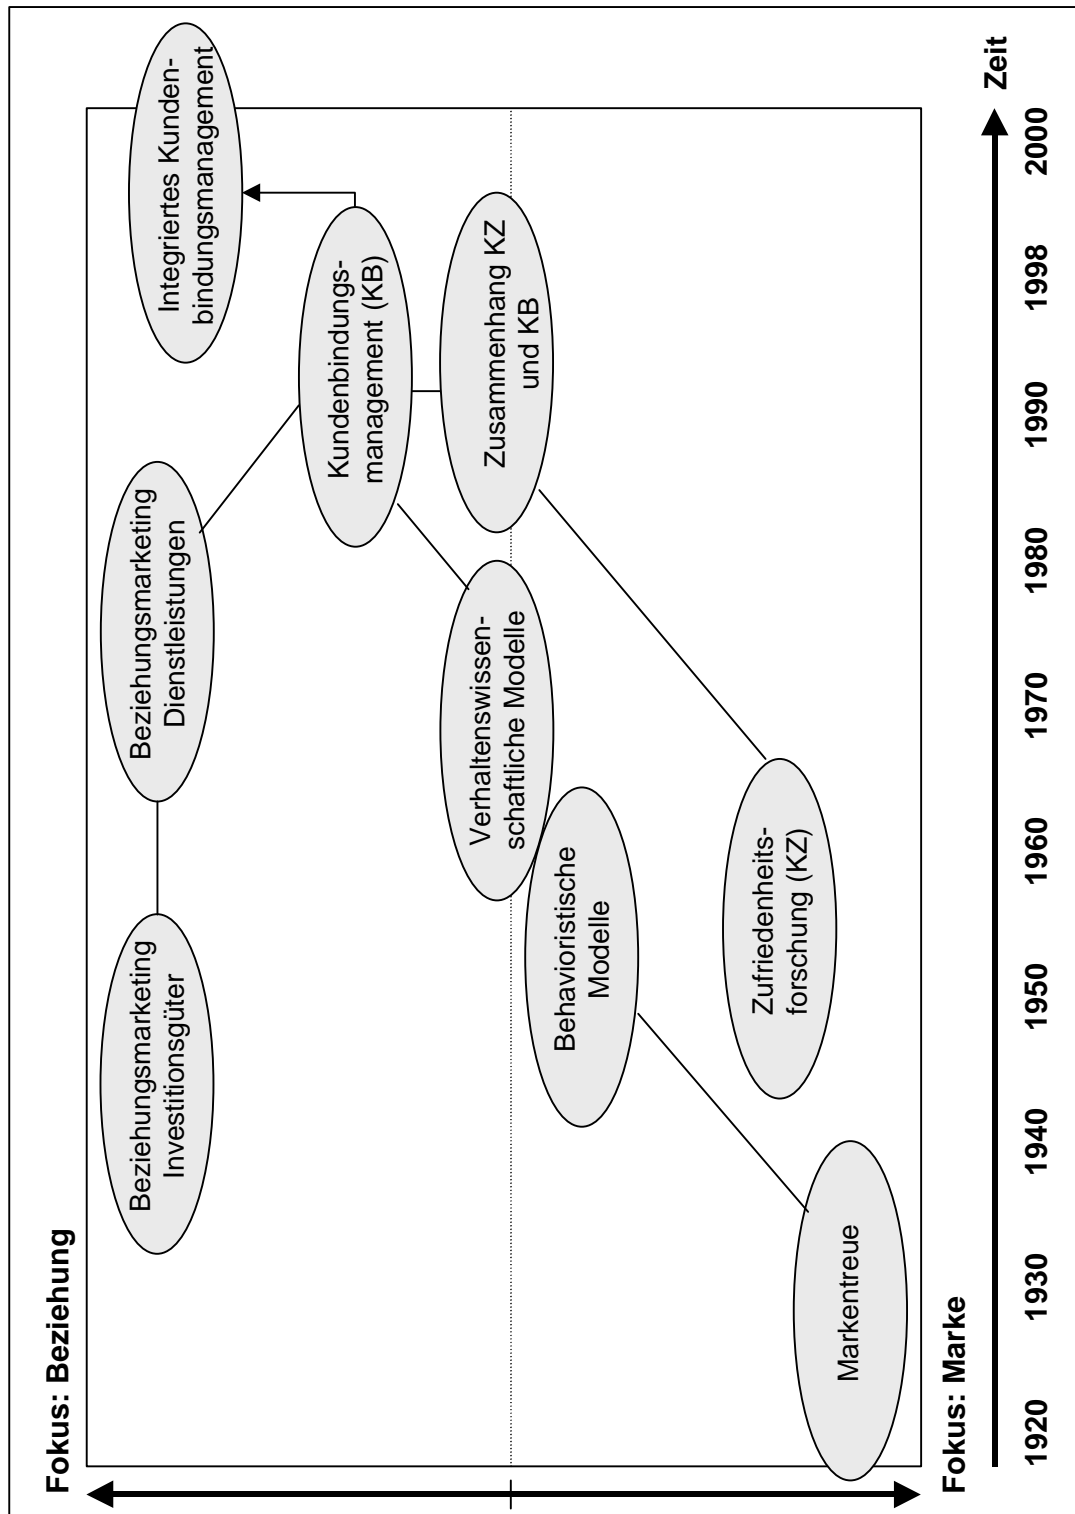 Fokus: Beziehung
Beziehungsmarketing
Investitionsgüter
Beziehungsmarketing
Dienstleistungen
Integriertes Kunden-
bindungsmanagement
Kundenbindungs-
management (KB)
Verhaltenswissen-
schaftliche Modelle
Zusammenhang KZ
und KB
Behavioristische
Modelle
Zufriedenheits-
forschung (KZ)
Markentreue
Fokus: Marke
Zeit
1920 1930 1940 1950 1960 1970 1980 1990 1998 2000